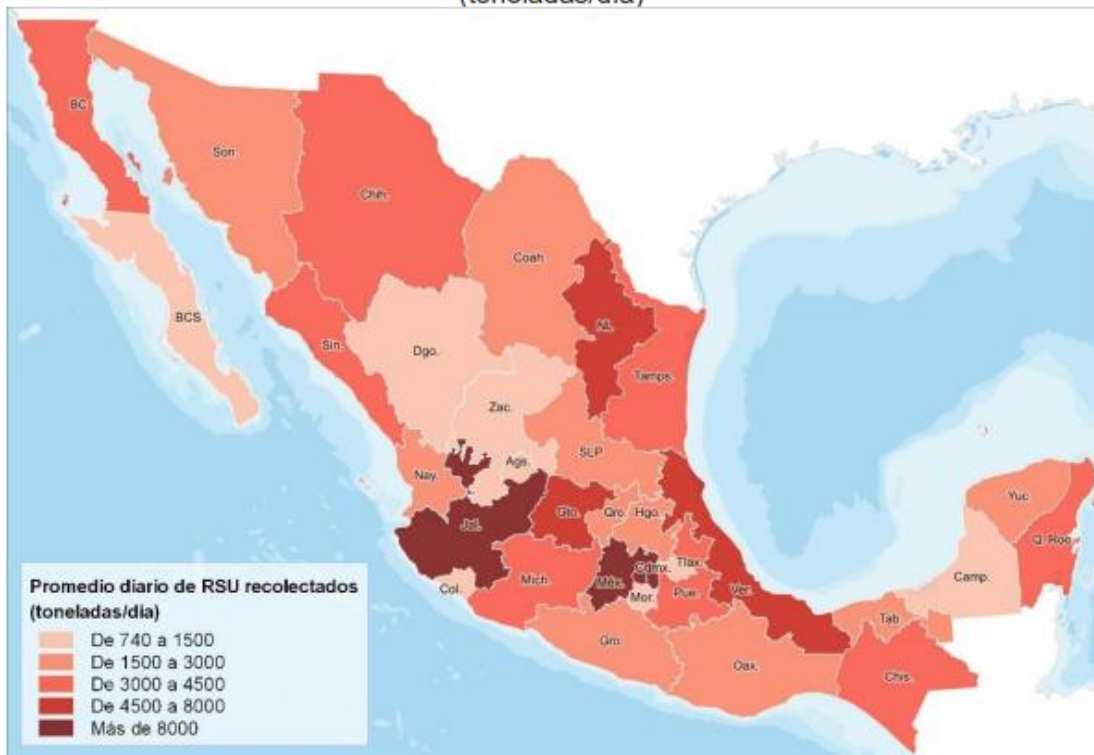 (toneladas/día)
BC
Son.
Chih.
Coah.
BCS
NL
Sin.
Dgo.
Tamps.
Zac.
SLP
Nay.
Ags.
Yuc.
Gto.
Qro.
Hgo.
Q. Roo
Jal.
Tlax.
Cdmx.
Camp.
Mich.
Méx.
Col.
Mor.
Pue.
Ver.
Tab.
Gro.
Oax.
Chis.
Promedio diario de RSU recolectados
(toneladas/día)
De 740 a 1500
De 1500 a 3000
De 3000 a 4500
De 4500 a 8000
Más de 8000